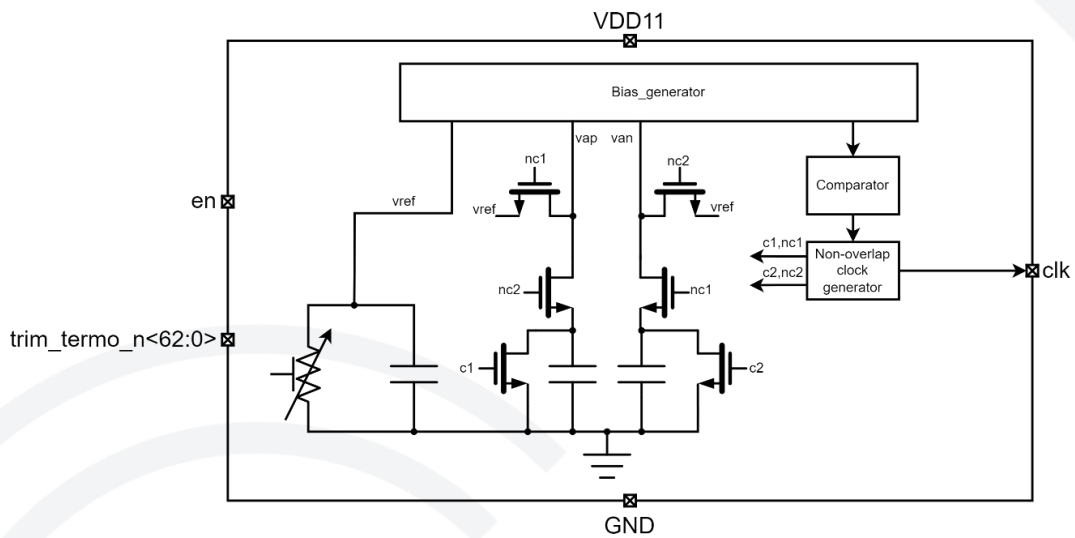 VDD11
Bias_generator
vap van
nc1 nc2
Comparator
en
vref vref vref
c1,nc1
Non-overlap
clock
generator
c2,nc2
clk
nc2 nc1
trim_termo_n<62:0>
c1 c2
GND